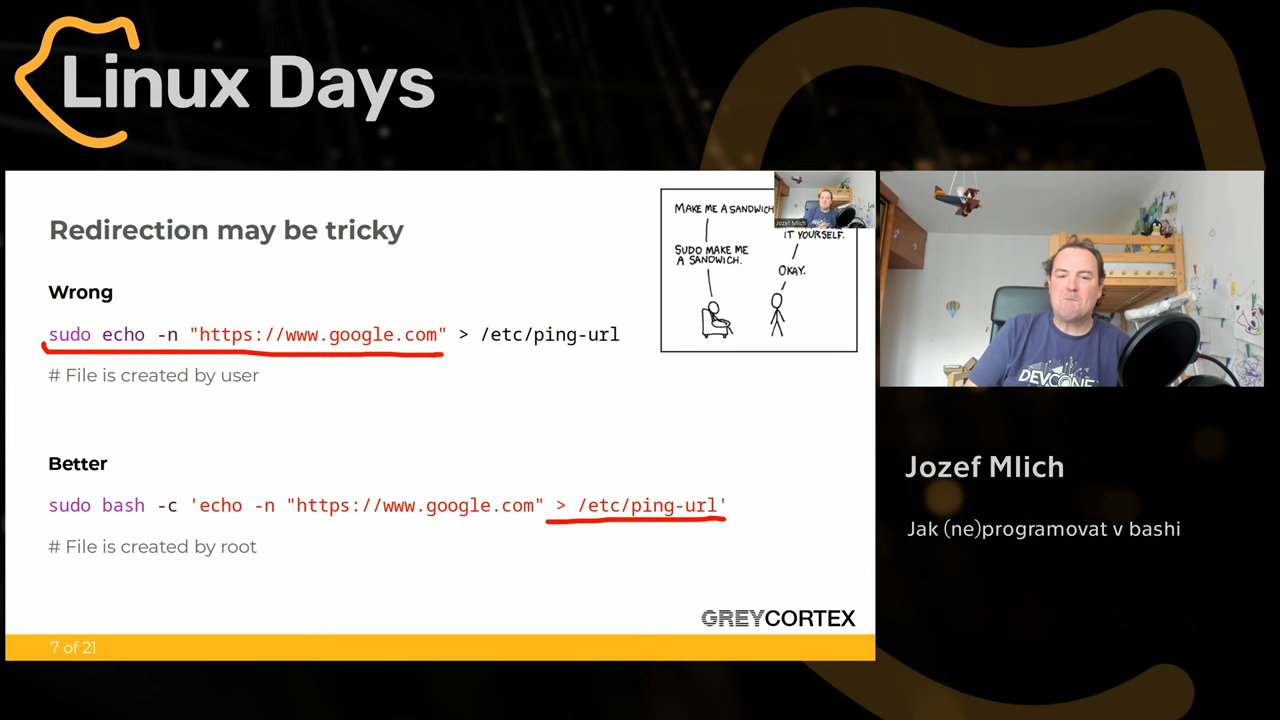 Linux Days
Redirection may be tricky
Wrong
sudo echo -n "https://www.google.com" > /etc/ping-url
# File is created by user
Better
sudo bash -c 'echo -n "https://www.google.com" > /etc/ping-url'
# File is created by root
MAKE ME A SANDWICH
IT YOURSELF.
SUDO MAKE ME
A SANDWICH.
OKAY.
Jozef Mlich
GREYCORTEX
7 of 21
DEVCONF
Jozef Mlich
Jak (ne)programovat v bashi